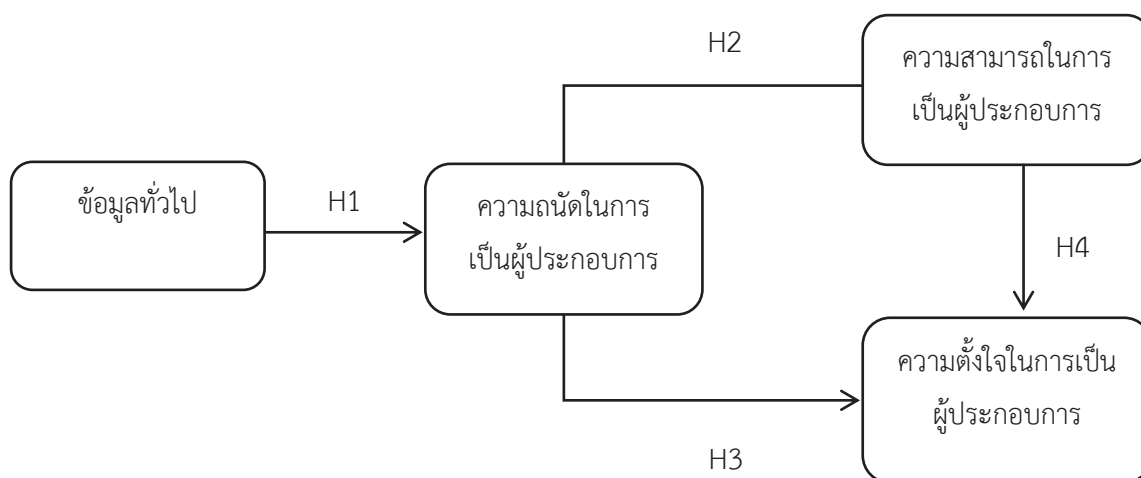 H2
ความสามารถในการ
เป็นผู้ประกอบการ
ข้อมูลทั่วไป
H1
ความถนัดในการ
เป็นผู้ประกอบการ
H4
ความตั้งใจในการเป็น
ผู้ประกอบการ
H3